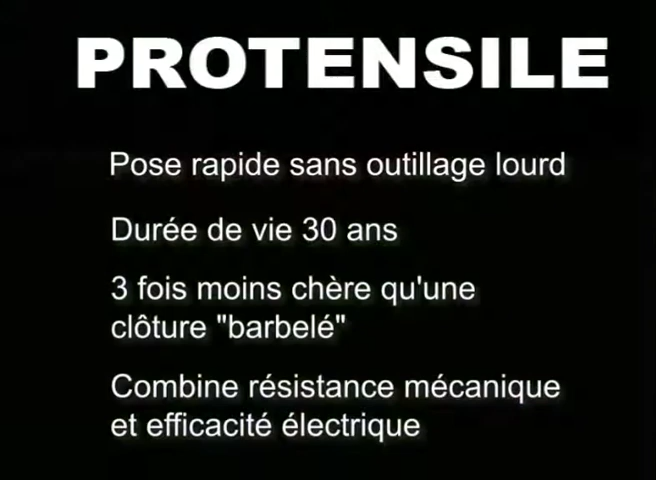 PROTENSILE
Pose rapide sans outillage lourd
Durée de vie 30 ans
3 fois moins chère qu'une
clôture "barbelé"
Combine résistance mécanique
et efficacité électrique